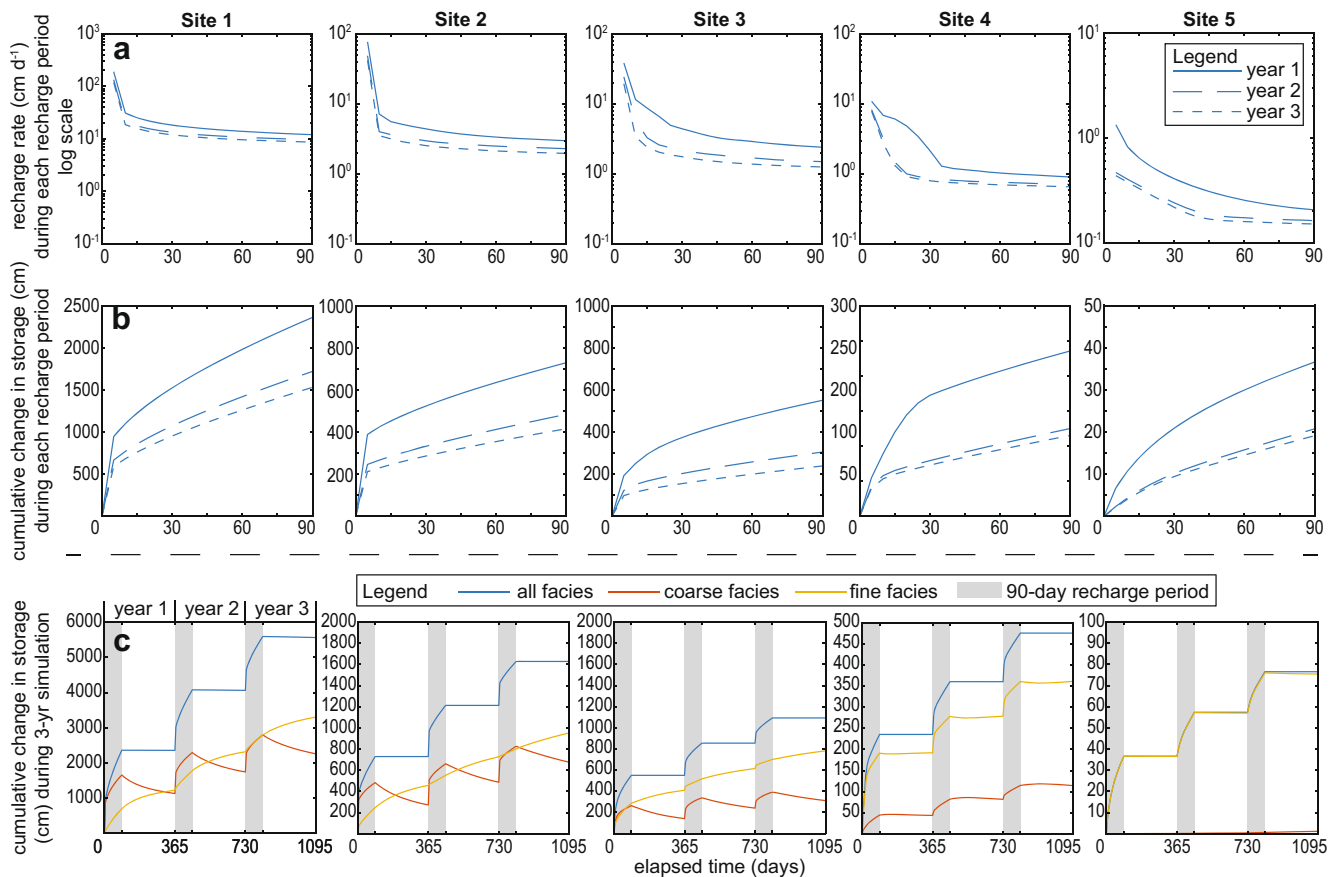 Site 1
Site 2
Site 3
Site 4
Site 5
a
recharge rate (cm d-1)
during each recharge period
log scale
10³
10²
10¹
10⁰
10⁻¹
0 30 60 90
10²
10¹
10⁰
10⁻¹
0 30 60 90
10²
10¹
10⁰
10⁻¹
0 30 60 90
10²
10¹
10⁰
10⁻¹
0 30 60 90
10¹
10⁰
10⁻¹
0 30 60 90
Legend
year 1
year 2
year 3
b
cumulative change in storage (cm)
during each recharge period
2500
2000
1500
1000
500
0 30 60 90
1000
800
600
400
200
0 30 60 90
1000
800
600
400
200
0 30 60 90
300
250
150
100
50
0 30 60 90
50
40
30
20
10
0 30 60 90
Legend
all facies
coarse facies
fine facies
90-day recharge period
c
cumulative change in storage
(cm) during 3-yr simulation
year 1 year 2 year 3
6000
5000
4000
3000
2000
1000
0 365 730 1095
2000
1800
1600
1400
1200
1000
800
600
400
200
0 365 730 1095
2000
1800
1600
1400
1200
1000
800
600
400
200
0 365 730 1095
450
400
350
300
250
200
150
100
50
0 365 730 1095
100
90
80
70
60
50
40
30
20
10
0 365 730 1095
elapsed time (days)